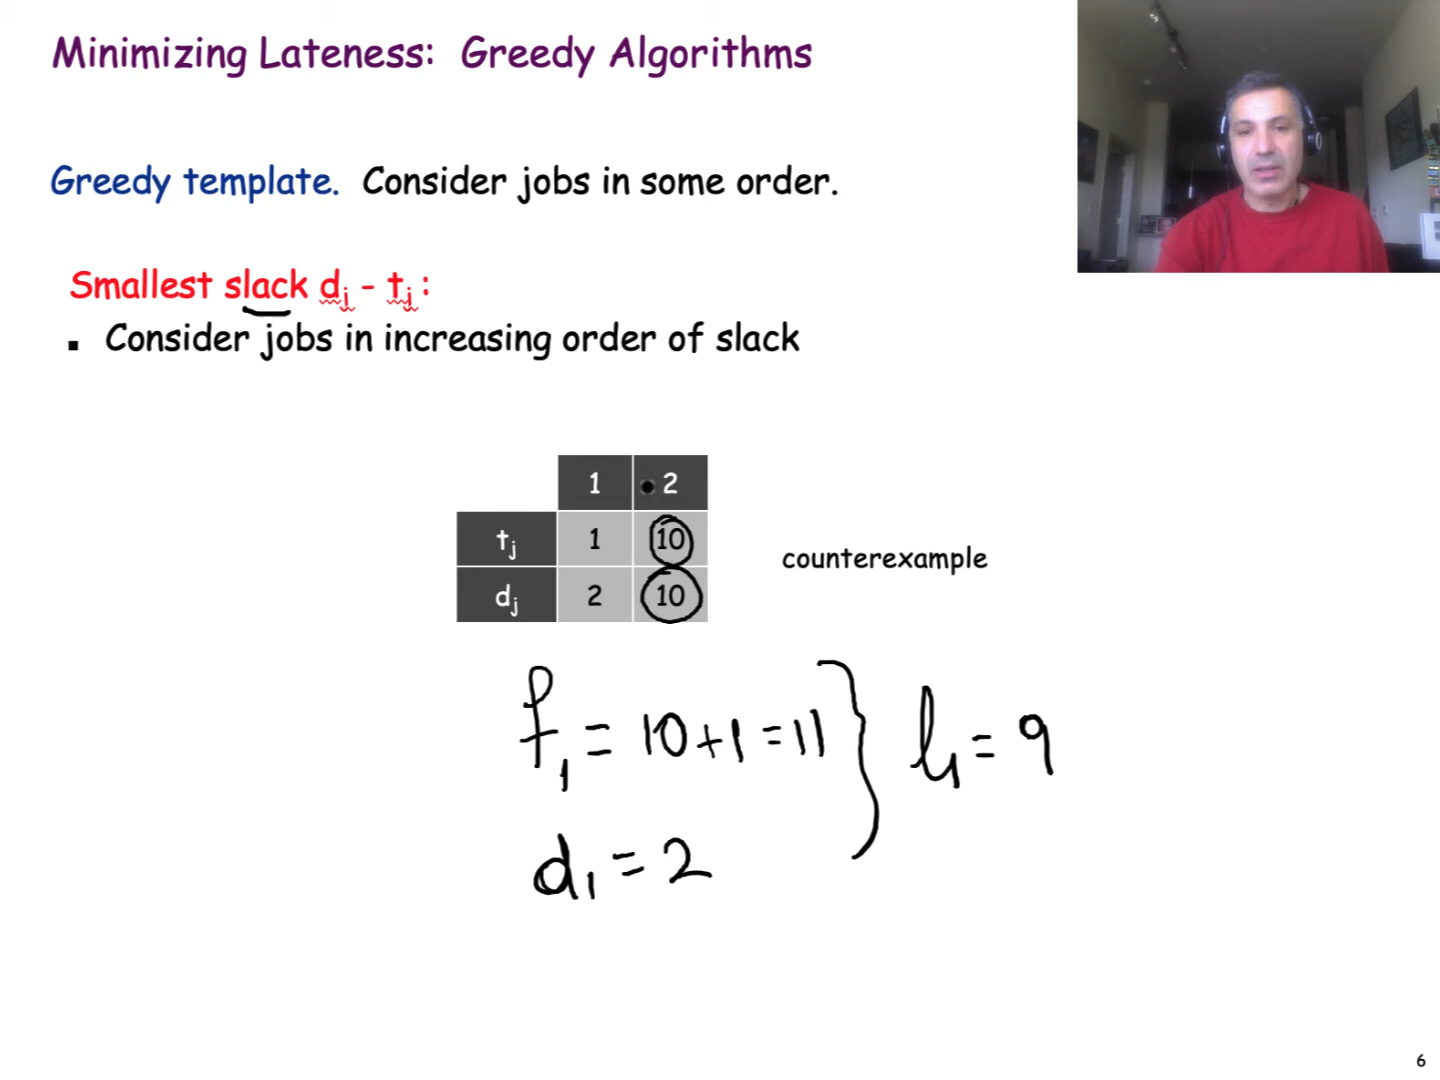 Minimizing Lateness: Greedy Algorithms
Greedy template. Consider jobs in some order.
Smallest slack dj - tj :
▪ Consider jobs in increasing order of slack
1 2
tj 1 10
dj 2 10
counterexample
f1 = 10+1 = 11 } l1 = 9
d1 = 2
6